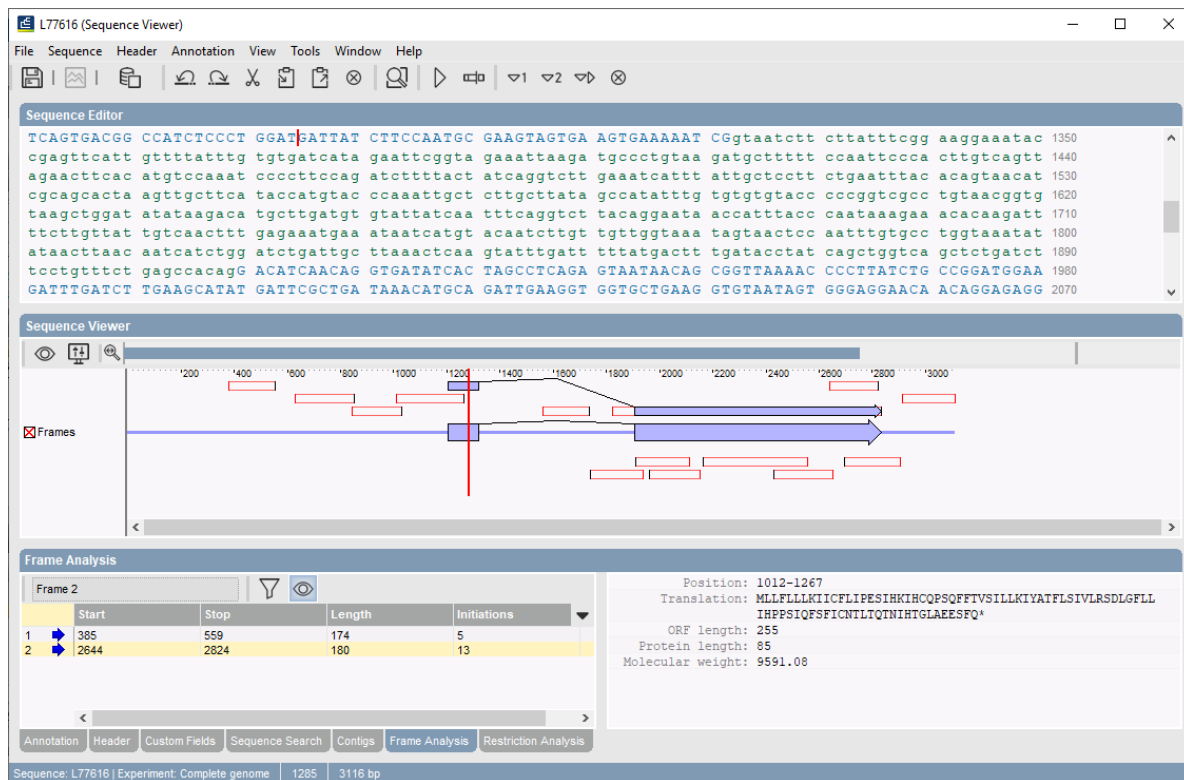 L77616 (Sequence Viewer)
File Sequence Header Annotation View Tools Window Help
1 2
Sequence Editor
TCAGTGACGG CCATCTCCCT GGATGATTAT CTTCCAATGC GAAGTAGTGA AGTGAAAAAT CGgtaatctt cttatttcgg aaggaaatac 1350
cgagttcatt gttttatttg tgtgatcata gaattcggta gaaattaaga tgccctgtaa gatgcttttt ccaattccca cttgtcagtt 1440
agaacttcac atgtccaaat ccccttccag atcttttact atcaggtctt gaaatcattt attgctcctt ctgaatttac acagtaacat 1530
cgcagcacta agttgcttca taccatgtac ccaaattgct cttgcttata gccatatttg tgtgtgtacc cccggtcgcc tgtaacggtg 1620
taagctggat atataagaca tgcttgatgt gtattatcaa tttcaggtct tacaggaata accatttacc caataaagaa acacaagatt 1710
ttcttgttat tgtcaacttt gagaaatgaa ataatcatgt acaatcttgt tgttggtaaa tagtaactcc aatttgtgcc tggtaaatat 1800
ataacttaac aatcatctgg atctgattgc ttaaactcaa gtatttgatt tttatgactt tgatacctat cagctggtca gctctgatct 1890
tcctgtttct gagccacagG ACATCAACAG GTGATATCAC TAGCCTCAGA GTAATAACAG CGGTTAAAAC CCCTTATCTG CCGGATGGAA 1980
GATTTGATCT TGAAGCATAT GATTCGCTGA TAAACATGCA GATTGAAGGT GGTGCTGAAG GTGTAATAGT GGGAGGAACA ACAGGAGAGG 2070
Sequence Viewer
'200 '400 '600 '800 '1000 '1200 '1400 '1600 '1800 '2000 '2200 '2400 '2600 '2800 '3000
Frames
Frame Analysis
Frame 2
Start Stop Length Initiations
1 385 559 174 5
2 2644 2824 180 13
Position: 1012-1267
Translation: MLLFLLLKIICFLIPESIHKIHCQPSQFFTVSILLKIYATFLSIVLRSDLGFLL
IHPPSIQFSFICNTLTQTNIHTGLAEESFQ*
ORF length: 255
Protein length: 85
Molecular weight: 9591.08
Annotation Header Custom Fields Sequence Search Contigs Frame Analysis Restriction Analysis
Sequence: L77616 | Experiment: Complete genome 1285 3116 bp